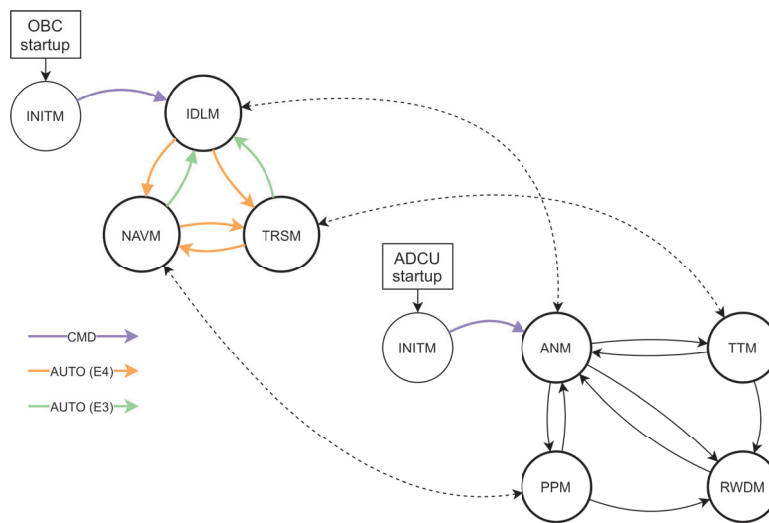 OBC
startup
INITM
IDLM
NAVM
TRSM
ADCU
startup
CMD
INITM
ANM
TTM
AUTO (E4)
AUTO (E3)
PPM
RWDM